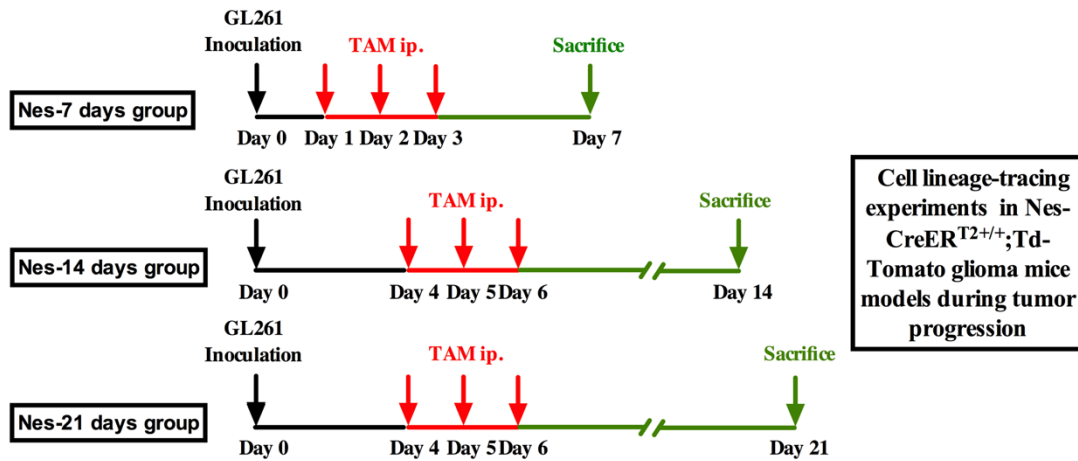 GL261
Inoculation
TAM ip.
Sacrifice
Nes-7 days group
Day 0
Day 1
Day 2
Day 3
Day 7
GL261
Inoculation
TAM ip.
Sacrifice
Nes-14 days group
Day 0
Day 4
Day 5
Day 6
Day 14
GL261
Inoculation
TAM ip.
Sacrifice
Nes-21 days group
Day 0
Day 4
Day 5
Day 6
Day 21
Cell lineage-tracing
experiments in Nes-
CreERT2+/+;Td-
Tomato glioma mice
models during tumor
progression